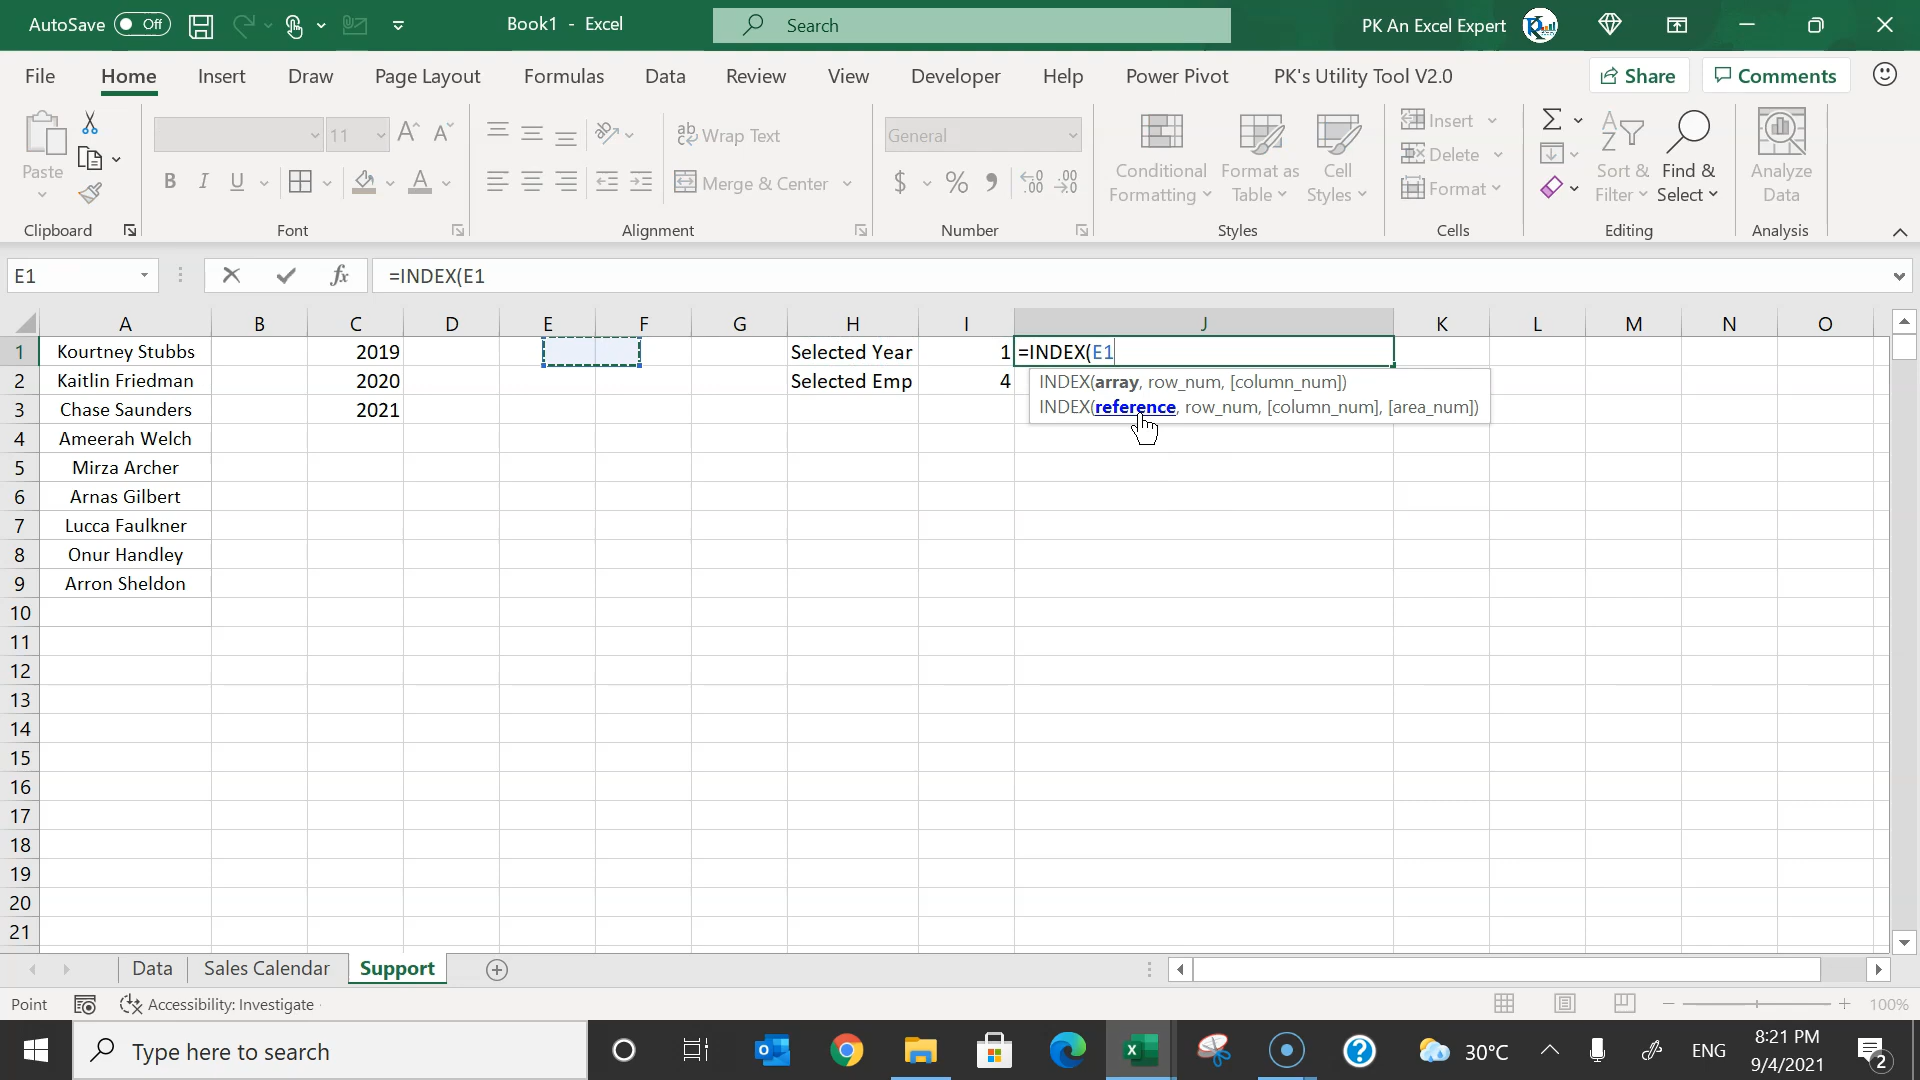 AutoSave Off Book1 - Excel Search PK An Excel Expert
File Home Insert Draw Page Layout Formulas Data Review View Developer Help Power Pivot PK's Utility Tool V2.0 Share Comments
Paste
11
Wrap Text
Merge & Center
General
$ % .00 .00
Conditional Formatting
Format as Table
Cell Styles
Insert
Delete
Format
Sort & Filter
Find & Select
Analyze Data
Clipboard Font Alignment Number Styles Cells Editing Analysis
E1 fx =INDEX(E1
A B C D E F G H I J K L M N O
1 Kourtney Stubbs 2019 Selected Year 1 =INDEX(E1
2 Kaitlin Friedman 2020 Selected Emp 4 INDEX(array, row_num, [column_num])
3 Chase Saunders 2021 INDEX(reference, row_num, [column_num], [area_num])
4 Ameerah Welch
5 Mirza Archer
6 Arnas Gilbert
7 Lucca Faulkner
8 Onur Handley
9 Arron Sheldon
10
11
12
13
14
15
16
17
18
19
20
21
Data Sales Calendar Support
Point Accessibility: Investigate 100%
Type here to search 30°C ENG 8:21 PM
9/4/2021 2